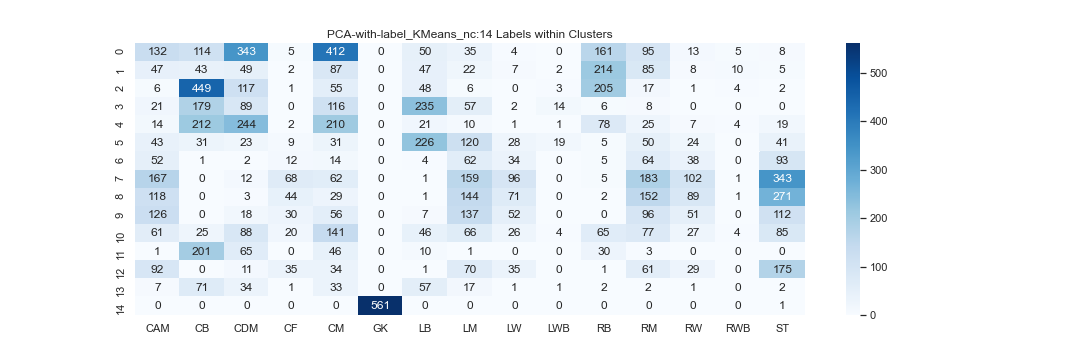 PCA-with-label_KMeans_nc:14 Labels within Clusters
0 132 114 343 5 412 0 50 35 4 0 161 95 13 5 8
1 47 43 49 2 87 0 47 22 7 2 214 85 8 10 5
2 6 449 117 1 55 0 48 6 0 3 205 17 1 4 2
3 21 179 89 0 116 0 235 57 2 14 6 8 0 0 0
4 14 212 244 2 210 0 21 10 1 1 78 25 7 4 19
5 43 31 23 9 31 0 226 120 28 19 5 50 24 0 41
6 52 1 2 12 14 0 4 62 34 0 5 64 38 0 93
7 167 0 12 68 62 0 1 159 96 0 5 183 102 1 343
8 118 0 3 44 29 0 1 144 71 0 2 152 89 1 271
9 126 0 18 30 56 0 7 137 52 0 0 96 51 0 112
10 61 25 88 20 141 0 46 66 26 4 65 77 27 4 85
11 1 201 65 0 46 0 10 1 0 0 30 3 0 0 0
12 92 0 11 35 34 0 1 70 35 0 1 61 29 0 175
13 7 71 34 1 33 0 57 17 1 1 2 2 1 0 2
14 0 0 0 0 0 561 0 0 0 0 0 0 0 0 1
CAM CB CDM CF CM GK LB LM LW LWB RB RM RW RWB ST
500
400
300
200
100
0